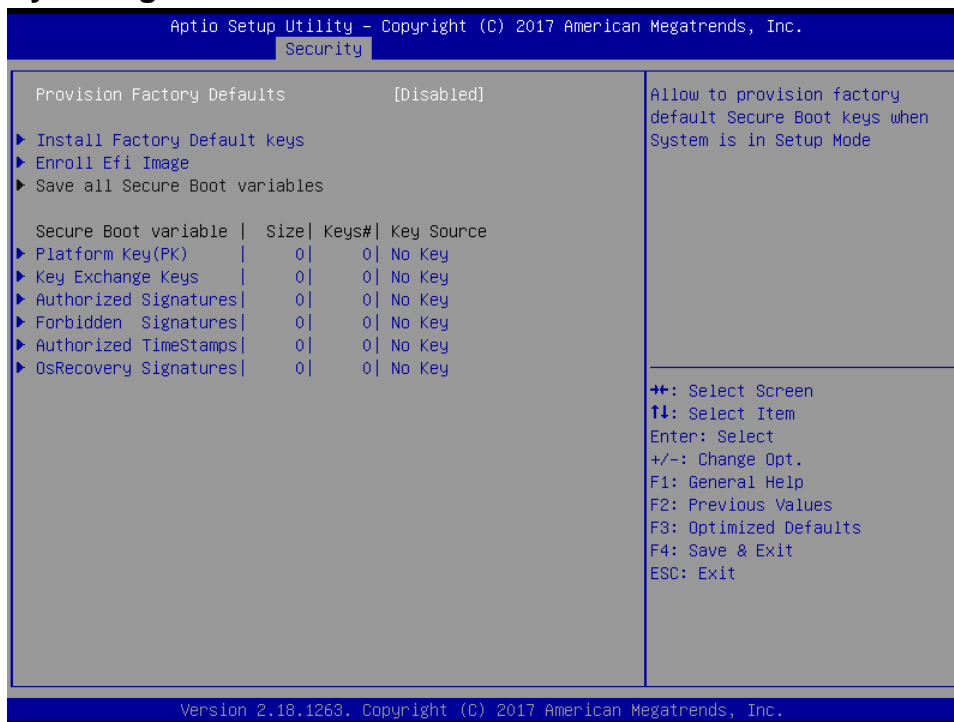 Aptio Setup Utility – Copyright (C) 2017 American Megatrends, Inc.
Security
Provision Factory Defaults [Disabled]
Install Factory Default keys
Enroll Efi Image
Save all Secure Boot variables
Secure Boot variable | Size| Keys#| Key Source
Platform Key(PK) | 0| 0| No Key
Key Exchange Keys | 0| 0| No Key
Authorized Signatures| 0| 0| No Key
Forbidden Signatures| 0| 0| No Key
Authorized TimeStamps| 0| 0| No Key
OsRecovery Signatures| 0| 0| No Key
Allow to provision factory
default Secure Boot keys when
System is in Setup Mode
→←: Select Screen
↑↓: Select Item
Enter: Select
+/-: Change Opt.
F1: General Help
F2: Previous Values
F3: Optimized Defaults
F4: Save & Exit
ESC: Exit
Version 2.18.1263. Copyright (C) 2017 American Megatrends, Inc.